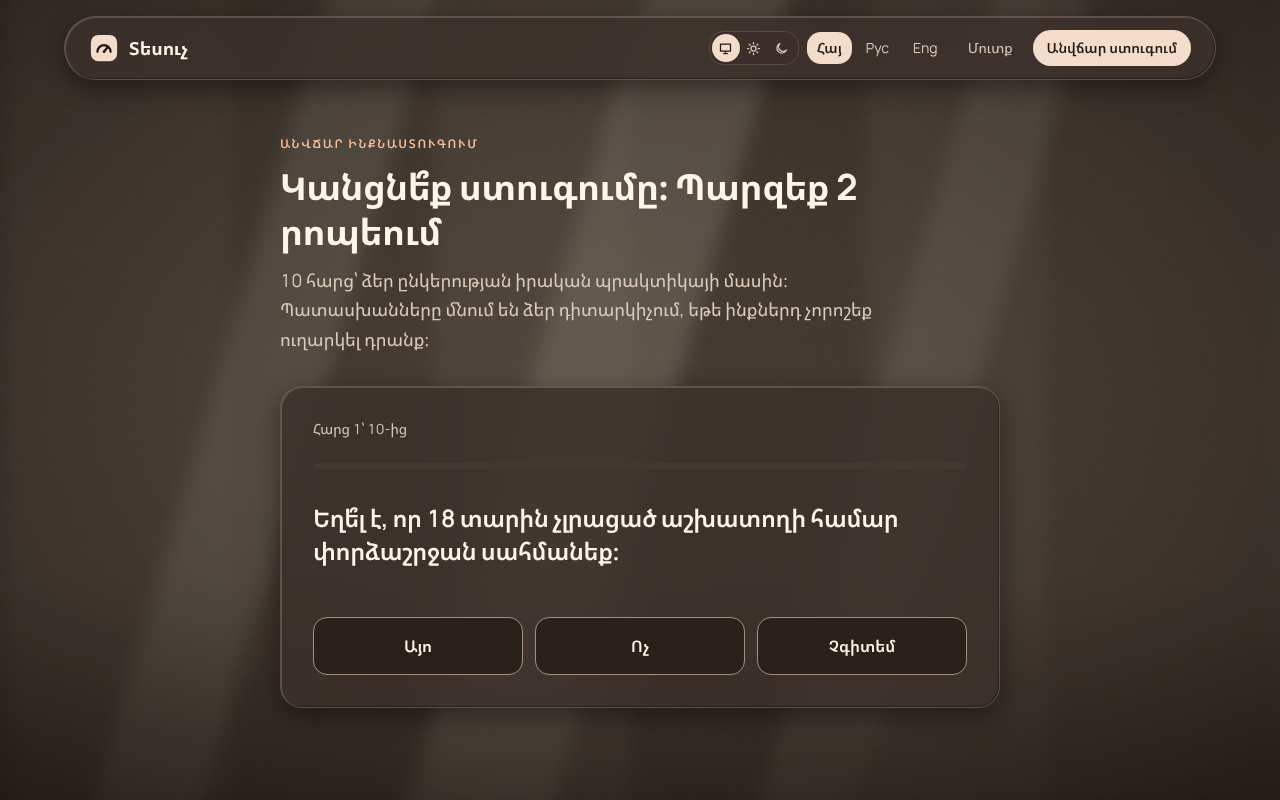 Տեսուչ
Հայ Рус Eng Մուտք Անվճար ստուգում
ԱՆՎՃԱՐ ԻՆՔՆԱՍՏՈՒԳՈՒՄ
Կանցնե՞ք ստուգումը։ Պարզեք 2
րոպեում
10 հարց՝ ձեր ընկերության իրական պրակտիկայի մասին։
Պատասխանները մնում են ձեր դիտարկիչում, եթե ինքներդ չորոշեք
ուղարկել դրանք։
Հարց 1՝ 10-ից
Եղե՞լ է, որ 18 տարին չլրացած աշխատողի համար
փորձաշրջան սահմանեք։
Այո
Ոչ
Չգիտեմ